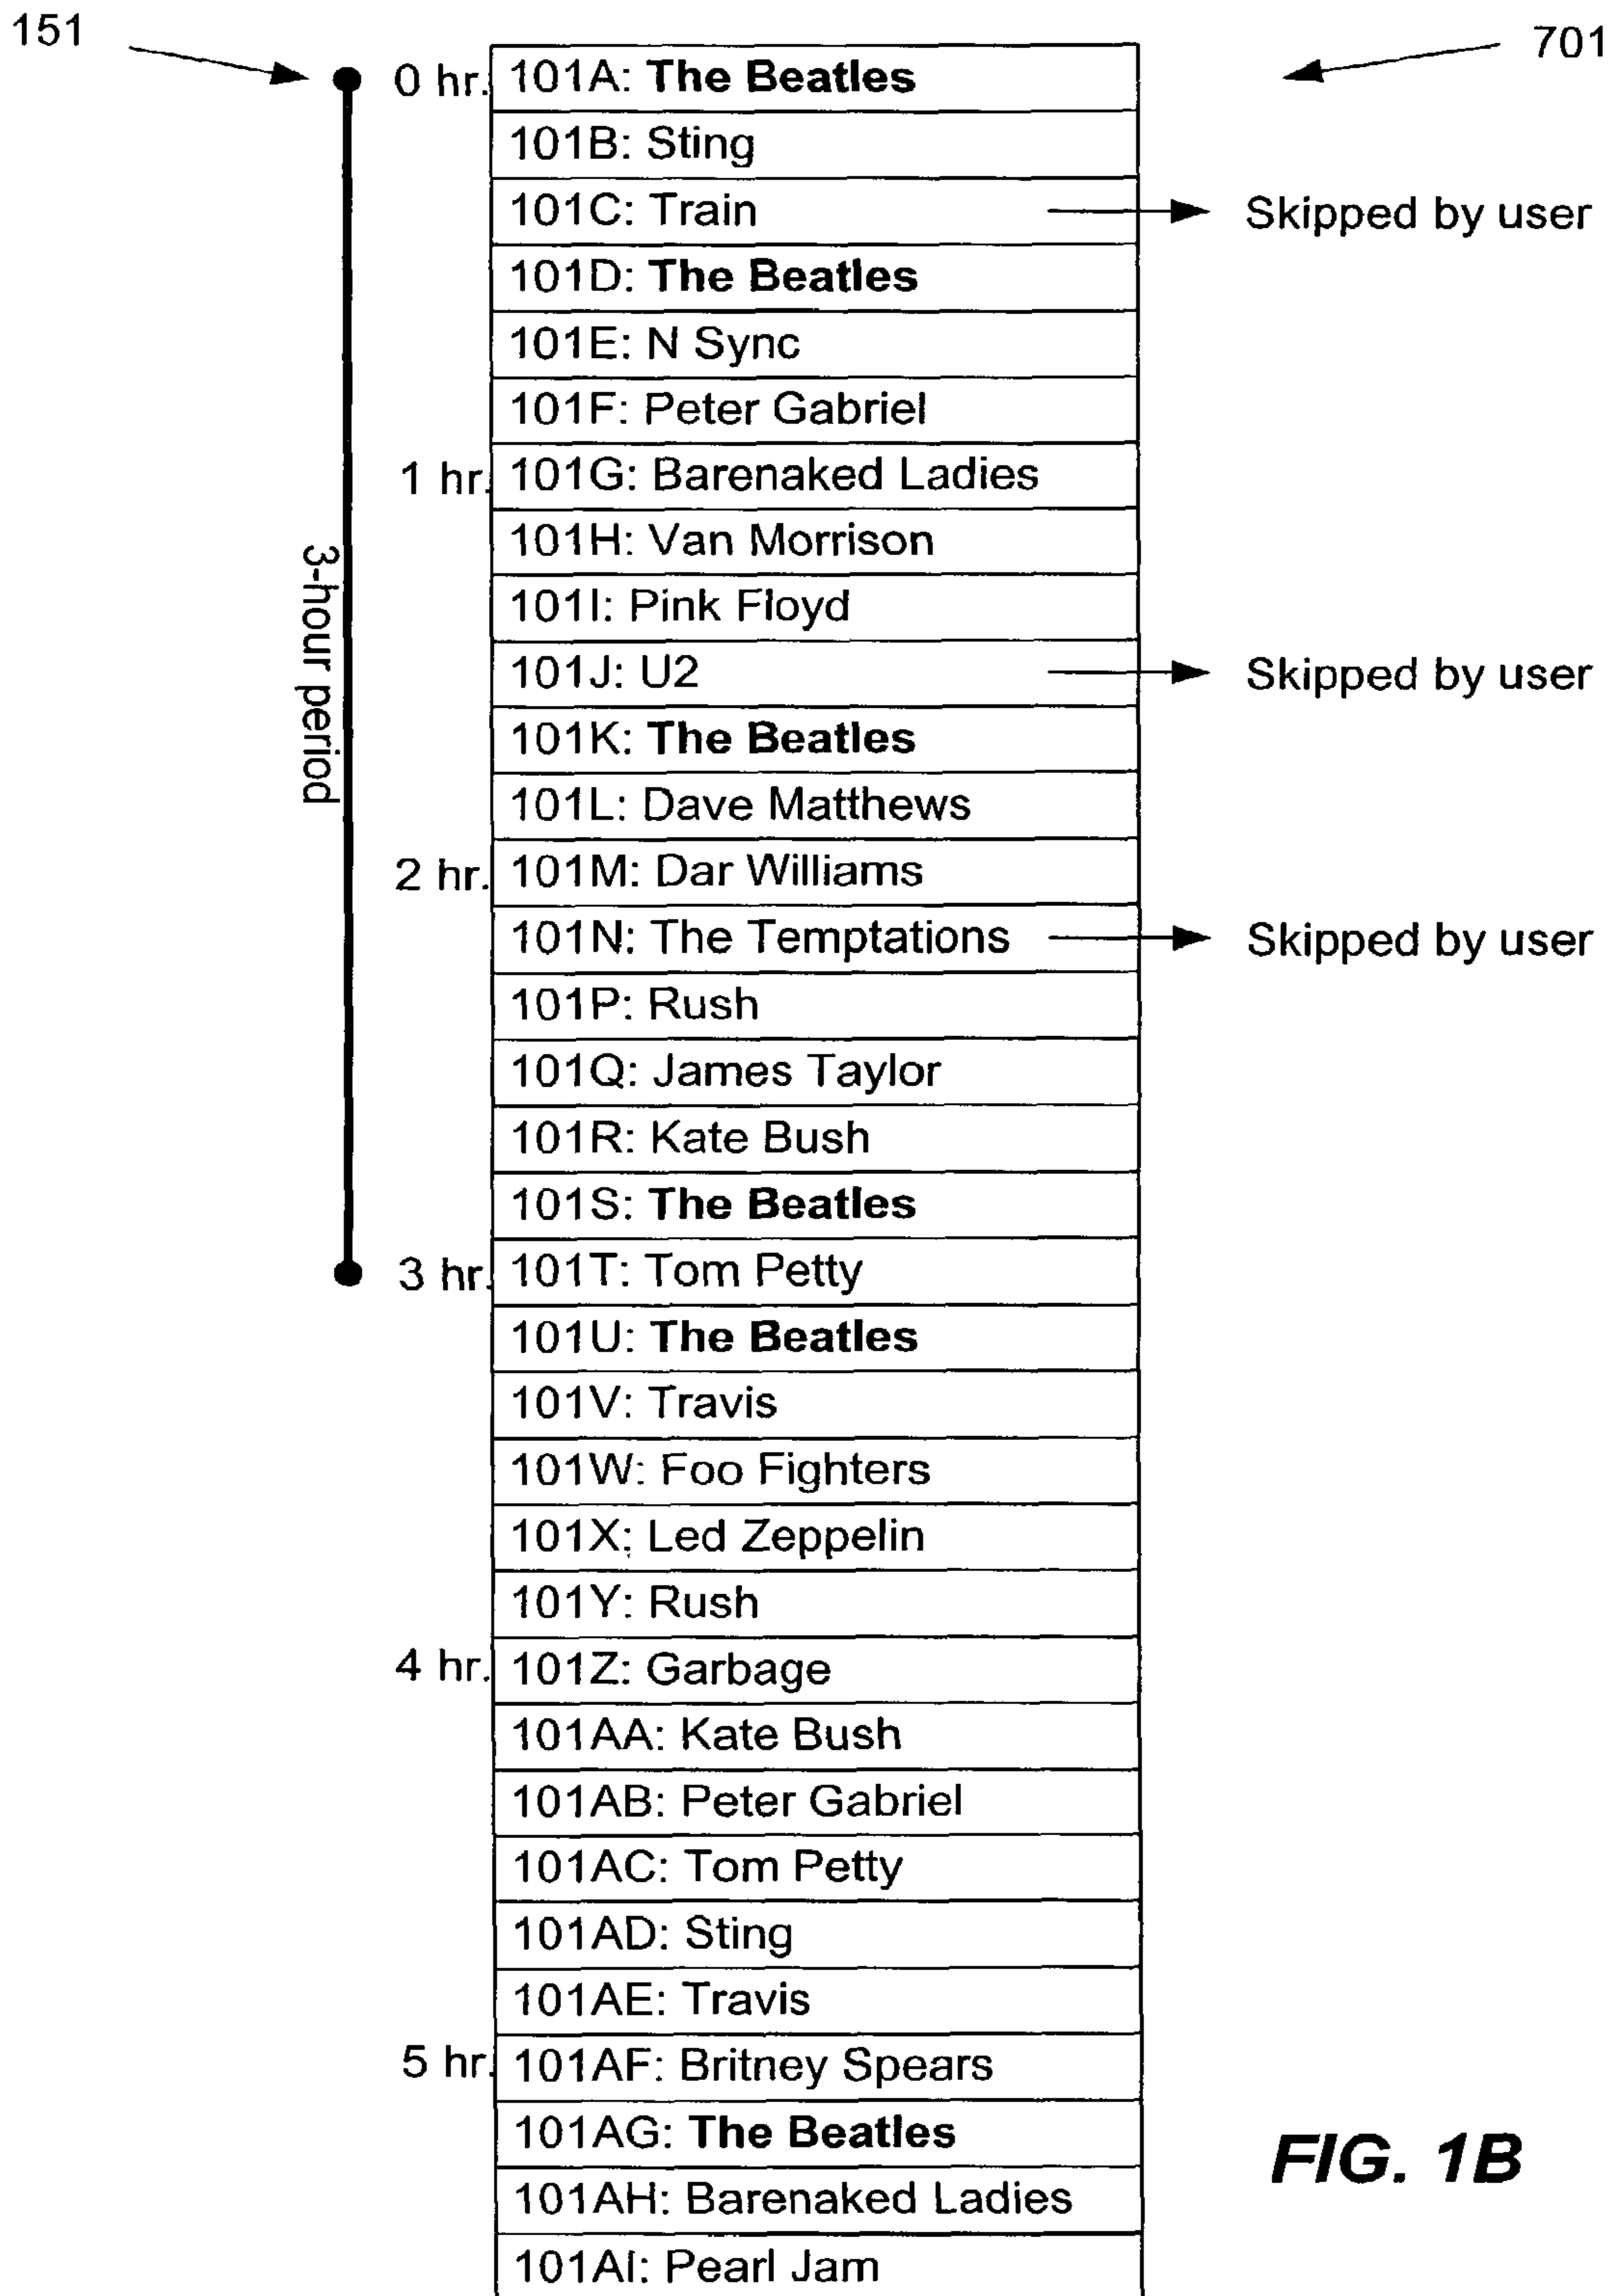 151
701
0 hr. 101A: The Beatles
101B: Sting
101C: Train Skipped by user
101D: The Beatles
101E: N Sync
101F: Peter Gabriel
1 hr. 101G: Barenaked Ladies
101H: Van Morrison
101I: Pink Floyd
3-hour period
101J: U2 Skipped by user
101K: The Beatles
101L: Dave Matthews
2 hr. 101M: Dar Williams
101N: The Temptations Skipped by user
101P: Rush
101Q: James Taylor
101R: Kate Bush
101S: The Beatles
3 hr. 101T: Tom Petty
101U: The Beatles
101V: Travis
101W: Foo Fighters
101X: Led Zeppelin
101Y: Rush
4 hr. 101Z: Garbage
101AA: Kate Bush
101AB: Peter Gabriel
101AC: Tom Petty
101AD: Sting
101AE: Travis
5 hr. 101AF: Britney Spears
101AG: The Beatles
101AH: Barenaked Ladies
101AI: Pearl Jam
FIG. 1B